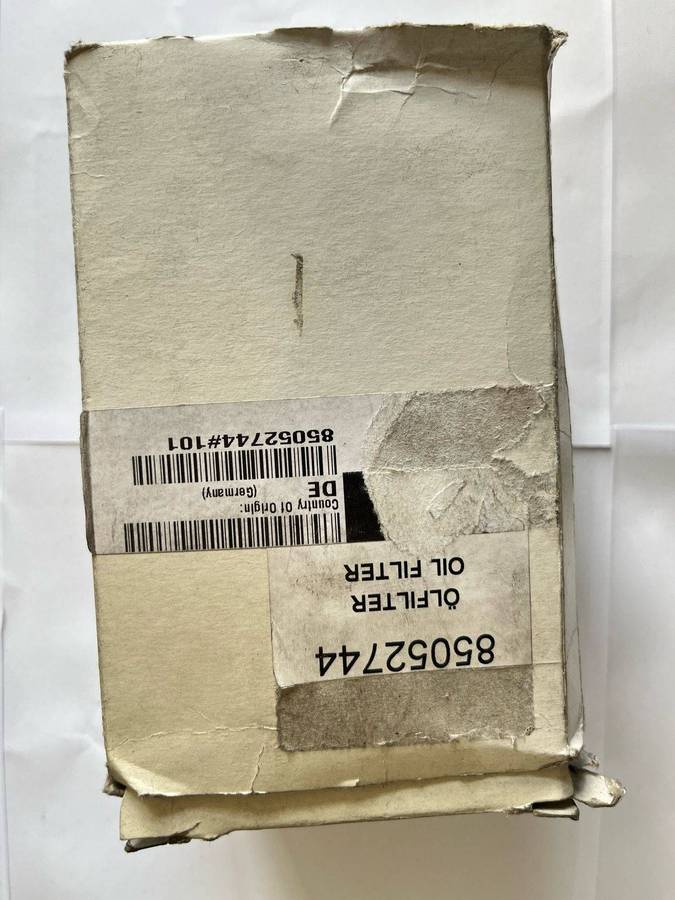 85052744
ÖLFILTER
OIL FILTER
Country Of Origin:
DE (Germany)
85052744#101